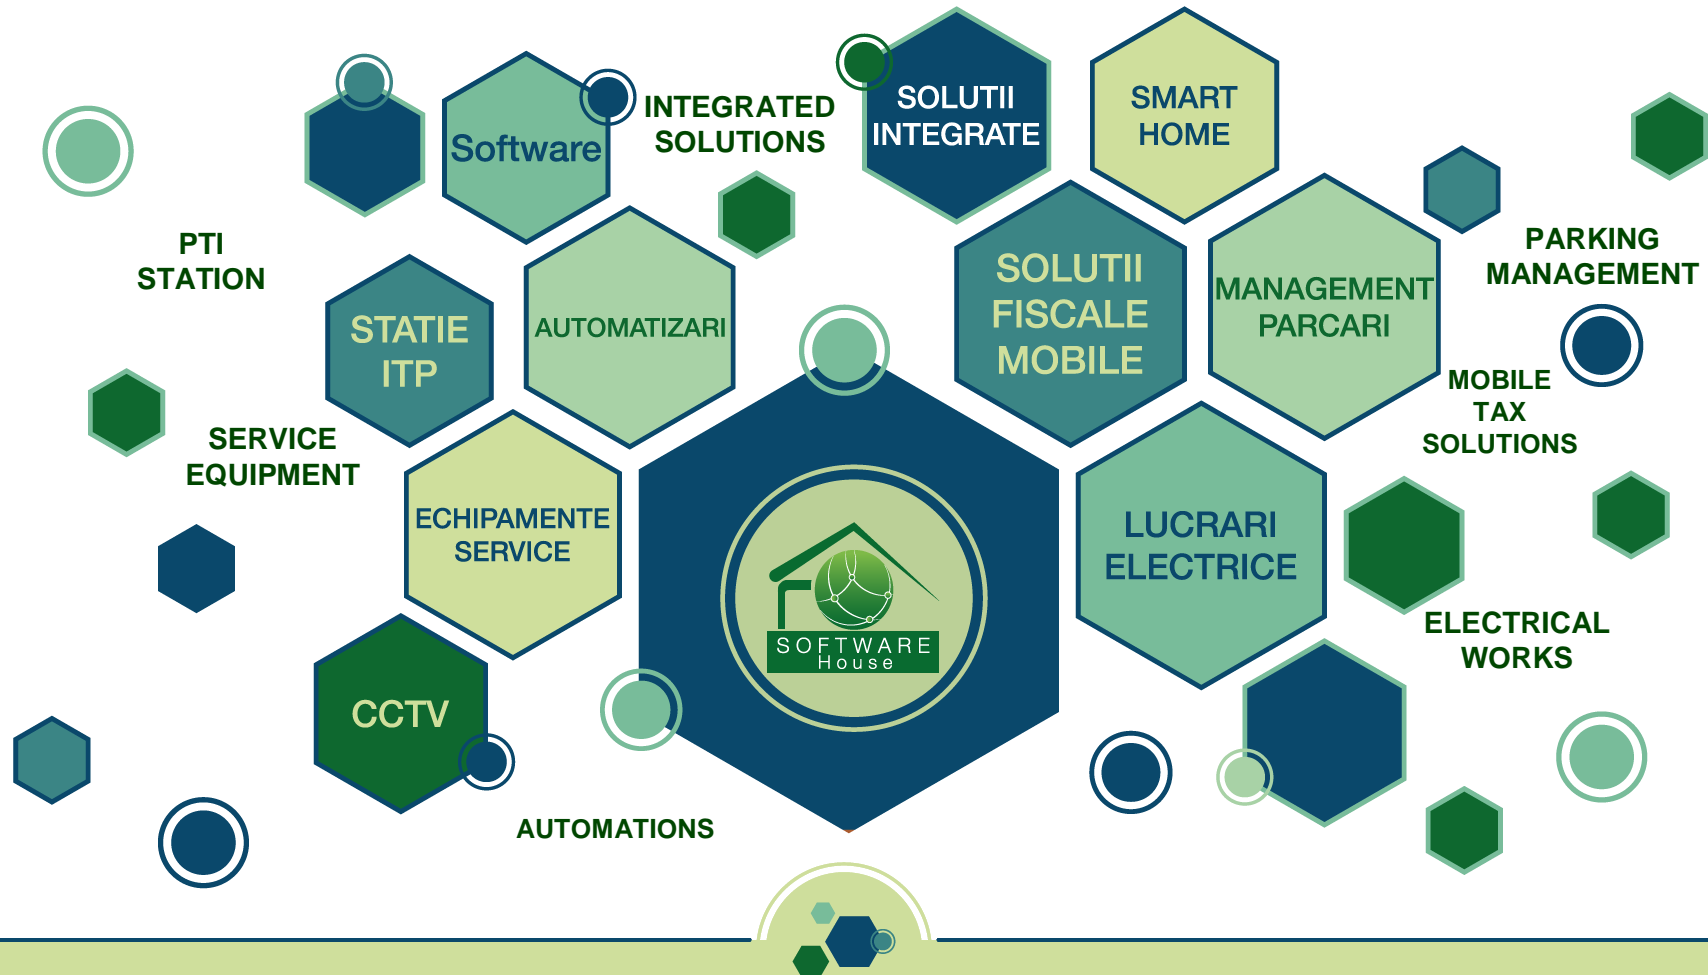 Software
INTEGRATED
SOLUTIONS
SOLUTII
INTEGRATE
SMART
HOME
PTI
STATION
STATIE
ITP
AUTOMATIZARI
SOLUTII
FISCALE
MOBILE
MANAGEMENT
PARCARI
PARKING
MANAGEMENT
MOBILE
TAX
SOLUTIONS
SERVICE
EQUIPMENT
ECHIPAMENTE
SERVICE
LUCRARI
ELECTRICE
SOFTWARE
House
ELECTRICAL
WORKS
CCTV
AUTOMATIONS